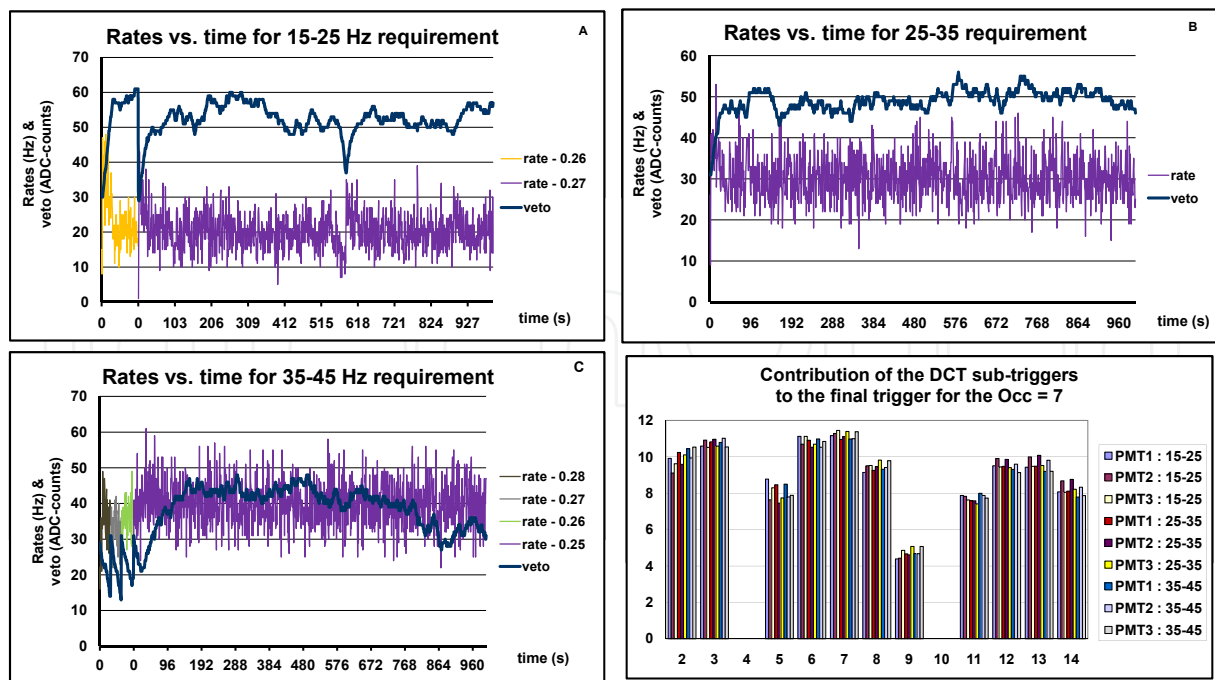 Rates vs. time for 15-25 Hz requirement
A
Rates (Hz) &
veto (ADC-counts)
70
60
50
40
30
20
10
0
0 0 103 206 309 412 515 618 721 824 927
time (s)
rate - 0.26
rate - 0.27
veto
Rates vs. time for 25-35 requirement
B
Rates (Hz) &
veto (ADC-counts)
60
50
40
30
20
10
0
0 96 192 288 384 480 576 672 768 864 960
time (s)
rate
veto
Rates vs. time for 35-45 Hz requirement
C
Rates (Hz) &
veto (ADC-counts)
70
60
50
40
30
20
10
0
0 0 96 192 288 384 480 576 672 768 864 960
time (s)
rate - 0.28
rate - 0.27
rate - 0.26
rate - 0.25
veto
Contribution of the DCT sub-triggers
to the final trigger for the Occ = 7
12
10
8
6
4
2
0
2 3 4 5 6 7 8 9 10 11 12 13 14
PMT1 : 15-25
PMT2 : 15-25
PMT3 : 15-25
PMT1 : 25-35
PMT2 : 25-35
PMT3 : 25-35
PMT1 : 35-45
PMT2 : 35-45
PMT3 : 35-45